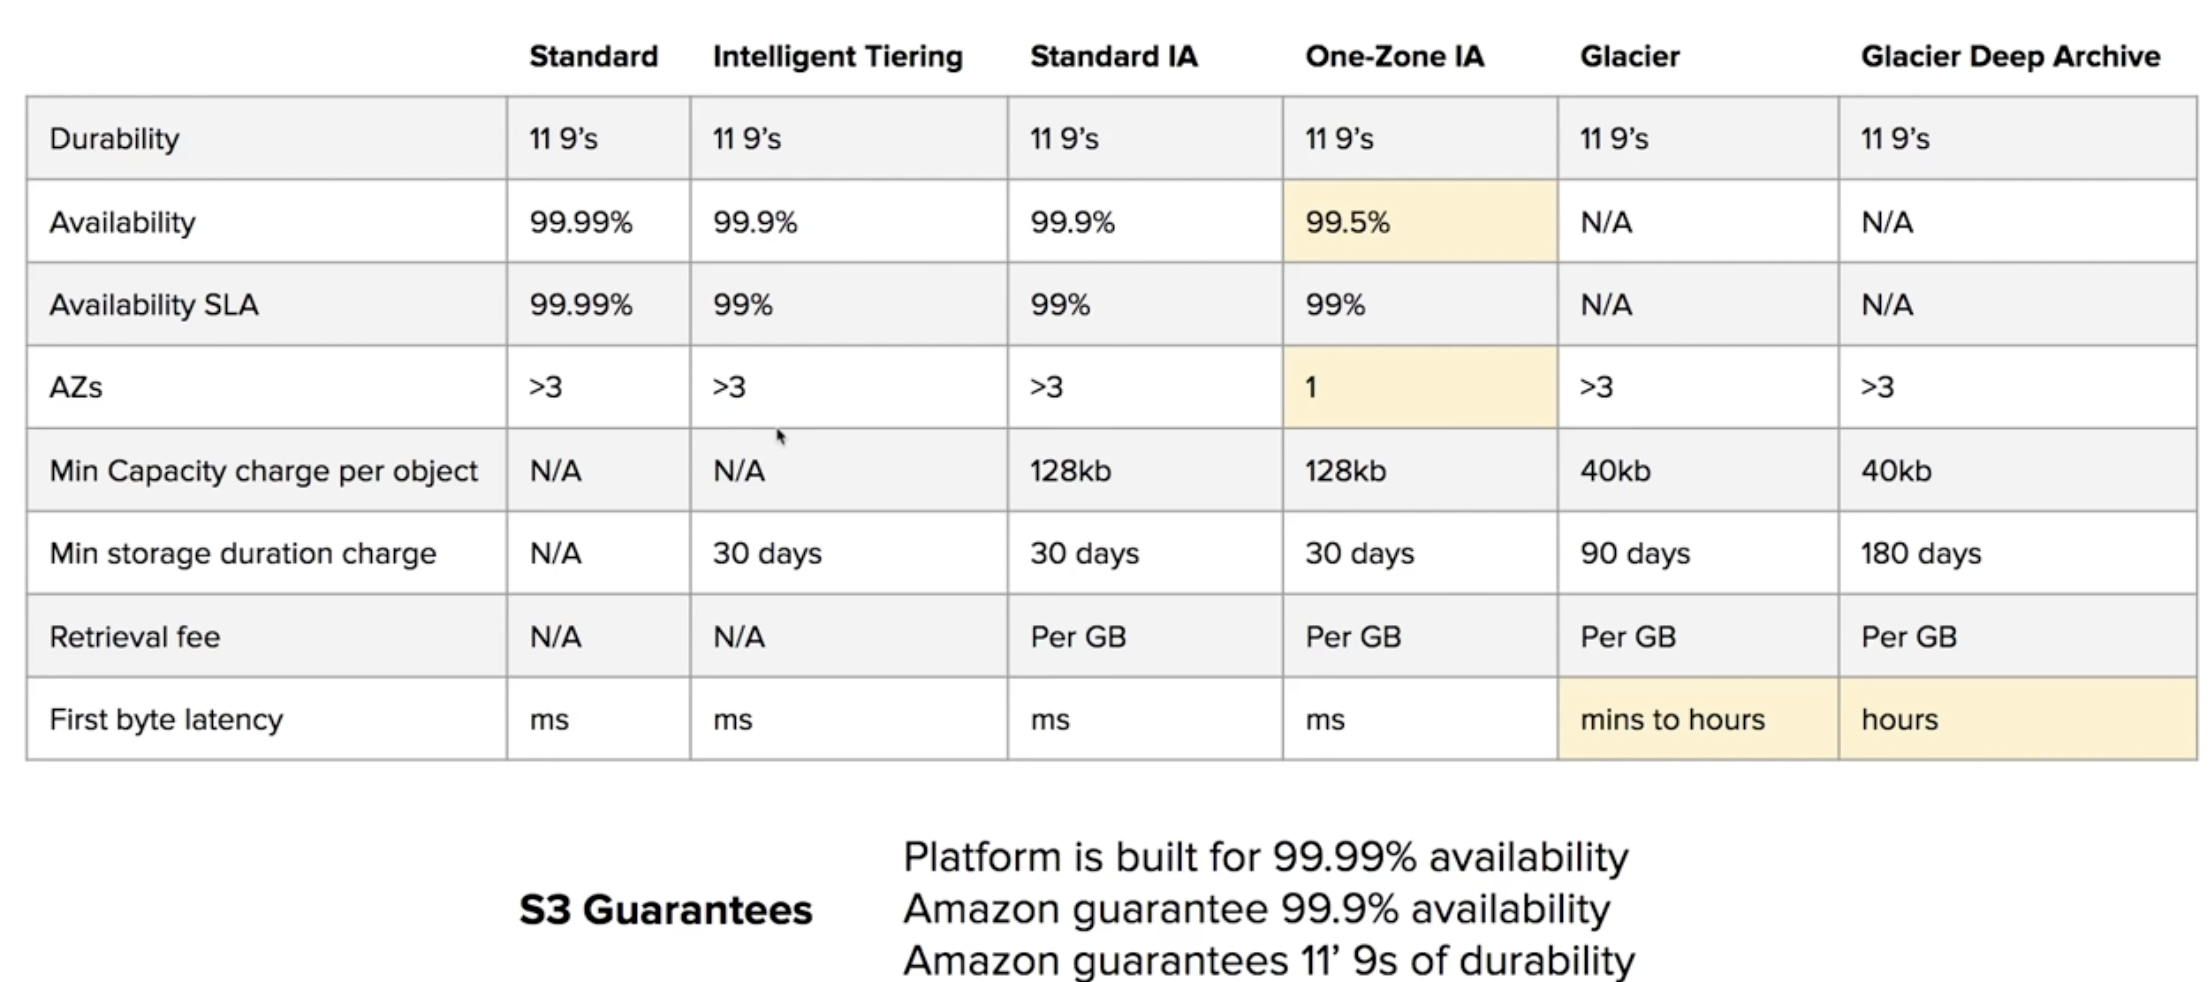 Standard Intelligent Tiering Standard IA One-Zone IA Glacier Glacier Deep Archive
Durability 11 9’s 11 9’s 11 9’s 11 9’s 11 9’s 11 9’s
Availability 99.99% 99.9% 99.9% 99.5% N/A N/A
Availability SLA 99.99% 99% 99% 99% N/A N/A
AZs >3 >3 >3 1 >3 >3
Min Capacity charge per object N/A N/A 128kb 128kb 40kb 40kb
Min storage duration charge N/A 30 days 30 days 30 days 90 days 180 days
Retrieval fee N/A N/A Per GB Per GB Per GB Per GB
First byte latency ms ms ms ms mins to hours hours
Platform is built for 99.99% availability
S3 Guarantees Amazon guarantee 99.9% availability
Amazon guarantees 11’ 9s of durability